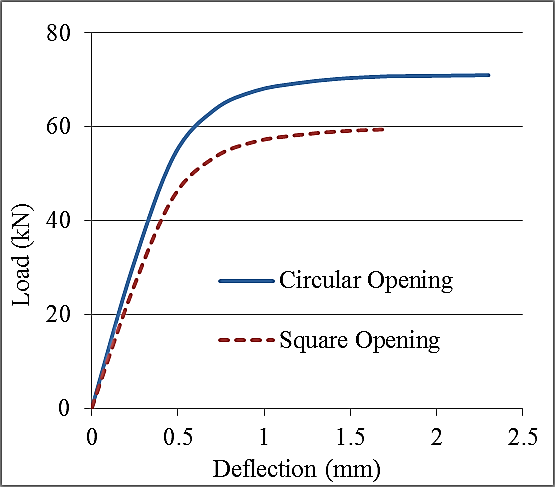 80
60
40
20
0
Load (kN)
Circular Opening
Square Opening
0 0.5 1 1.5 2 2.5
Deflection (mm)